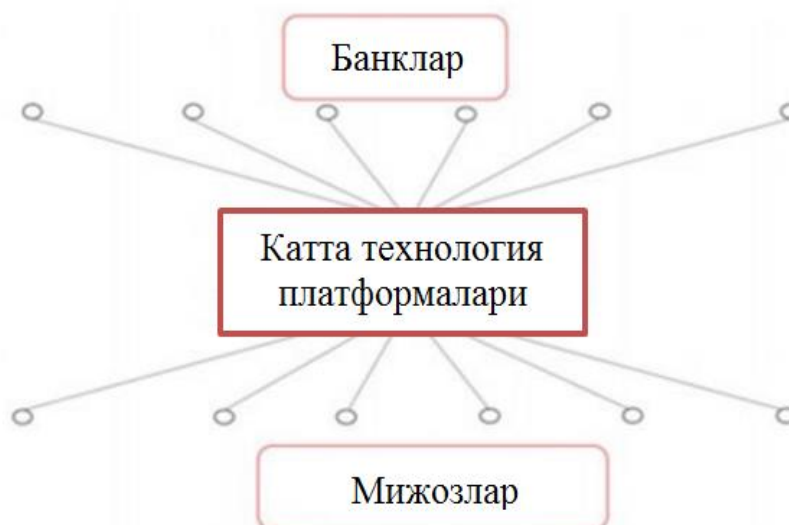 Банклар
Катта технология
платформалари
Мижозлар